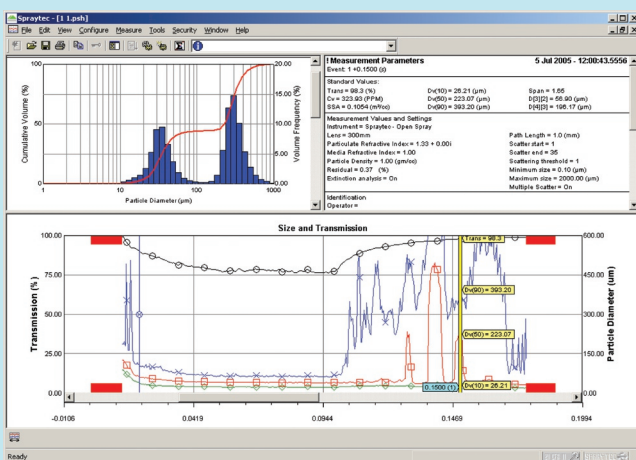 Spraytec - [1 1.psh]
File Edit View Configure Measure Tools Security Window Help
100
50
0
Cumulative Volume (%)
20.00
15.00
10.00
5.00
0.00
Volume Frequency (%)
1 10 100 1000
Particle Diameter (µm)
! Measurement Parameters 5 Jul 2005 - 12:00:43.5556
Event: 1 +0.1500 (s)
Standard Values:
Trans = 98.3 (%) Dv(10) = 26.21 (µm) Span = 1.65
Cv = 323.93 (PPM) Dv(50) = 223.07 (µm) D[3][2] = 56.90 (µm)
SSA = 0.1054 (m²/cc) Dv(90) = 393.20 (µm) D[4][3] = 196.17 (µm)
Measurement Values and Settings
Instrument = Spraytec - Open Spray
Lens = 300mm Path Length = 1.0 (mm)
Particulate Refractive Index = 1.33 + 0.00i Scatter start = 1
Media Refractive Index = 1.00 Scatter end = 35
Particle Density = 1.00 (gm/cc) Scattering threshold = 1
Residual = 0.37 (%) Minimum size = 0.10 (µm)
Extinction analysis = On Maximum size = 2000.00 (µm)
Multiple Scatter = On
Identification
Operator =
Size and Transmission
100.00
75.00
50.00
25.00
0.00
Transmission (%)
600.00
450.00
300.00
150.00
0.00
Particle Diameter (um)
Trans = 98.3
Dv(90) = 393.20
Dv(50) = 223.07
Dv(10) = 26.21
0.1500 (1)
-0.0106 0.0419 0.0944 0.1469 0.1994
Ready